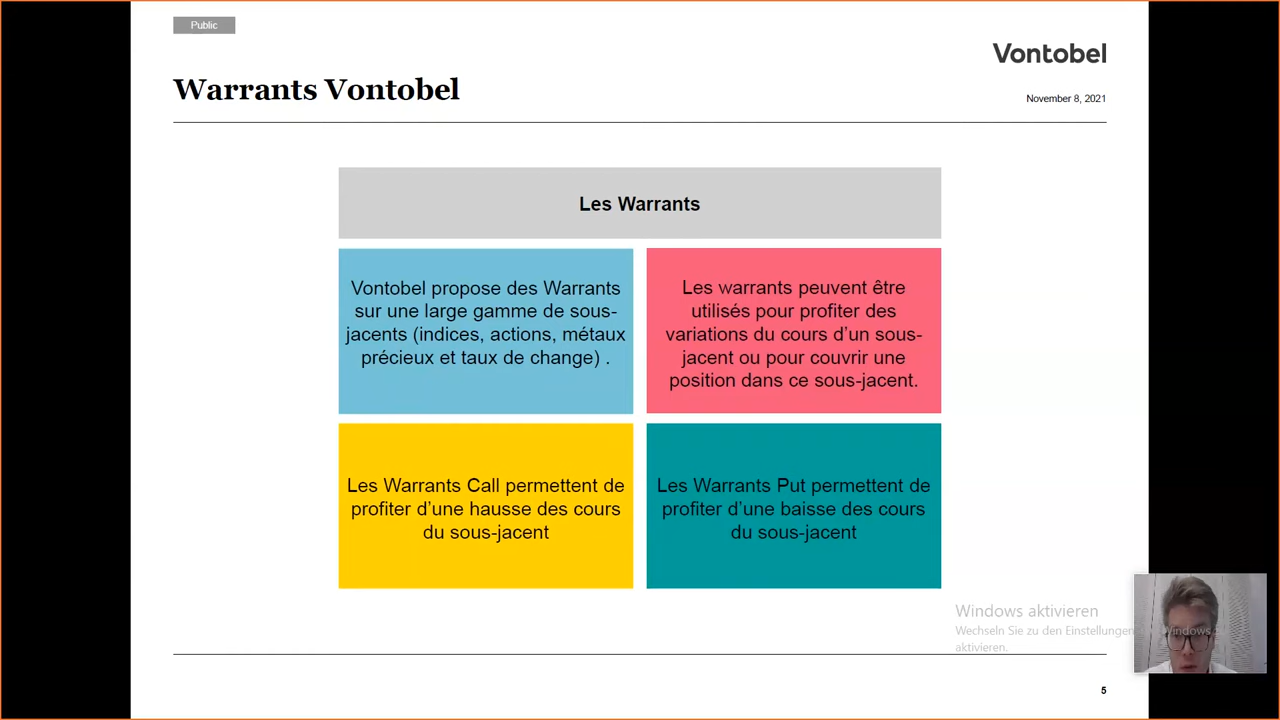 Public
Vontobel
Warrants Vontobel
November 8, 2021
Les Warrants
Vontobel propose des Warrants
sur une large gamme de sous-
jacents (indices, actions, métaux
précieux et taux de change) .
Les warrants peuvent être
utilisés pour profiter des
variations du cours d'un sous-
jacent ou pour couvrir une
position dans ce sous-jacent.
Les Warrants Call permettent de
profiter d'une hausse des cours
du sous-jacent
Les Warrants Put permettent de
profiter d'une baisse des cours
du sous-jacent
Windows aktivieren
Wechseln Sie zu den Einstellungen Windows
aktivieren.
5